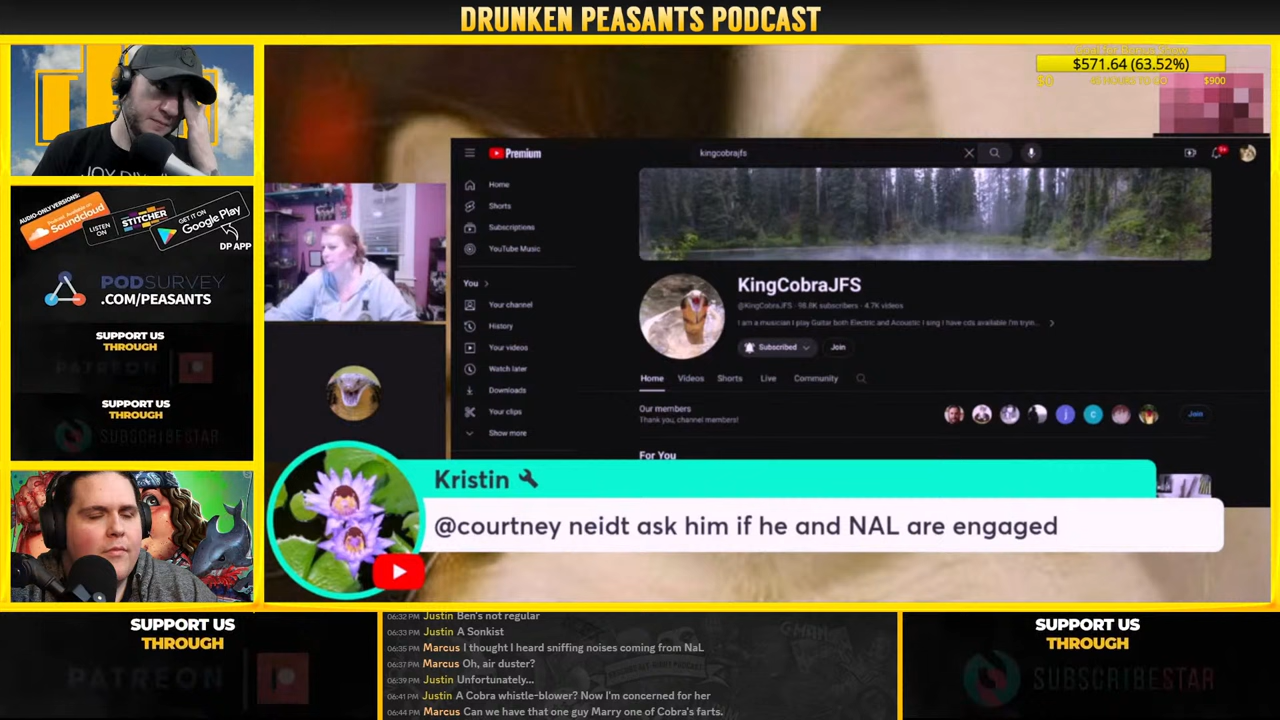 DRUNKEN PEASANTS PODCAST
$571.64 (63.52%)
$900
JOY DIVI
AUDIO-ONLY VERSIONS:
Soundcloud
LISTEN ON
STITCHER
GET IT ON
Google Play
DP APP
PODSURVEY
.COM/PEASANTS
SUPPORT US
THROUGH
PATREON
SUPPORT US
THROUGH
SUBSCRIBESTAR
Premium
kingcobrajfs
9+
Home
Shorts
Subscriptions
YouTube Music
You
Your channel
History
Your videos
Watch later
Downloads
Your clips
Show more
KingCobraJFS
@KingCobraJFS · 98.8K subscribers · 4.7K videos
I am a musician I play Guitar both Electric and Acoustic I sing I have cds available I'm tryin...
Subscribed
Join
Home
Videos
Shorts
Live
Community
Our members
Thank you, channel members!
Join
For You
Kristin
@courtney neidt ask him if he and NAL are engaged
SUPPORT US
THROUGH
PATREON
06:32 PM Justin Ben's not regular
06:33 PM Justin A Sonkist
06:35 PM Marcus I thought I heard sniffing noises coming from NaL
06:37 PM Marcus Oh, air duster?
06:39 PM Justin Unfortunately...
06:41 PM Justin A Cobra whistle-blower? Now I'm concerned for her
06:44 PM Marcus Can we have that one guy Marry one of Cobra's farts.
SUPPORT US
THROUGH
SUBSCRIBESTAR